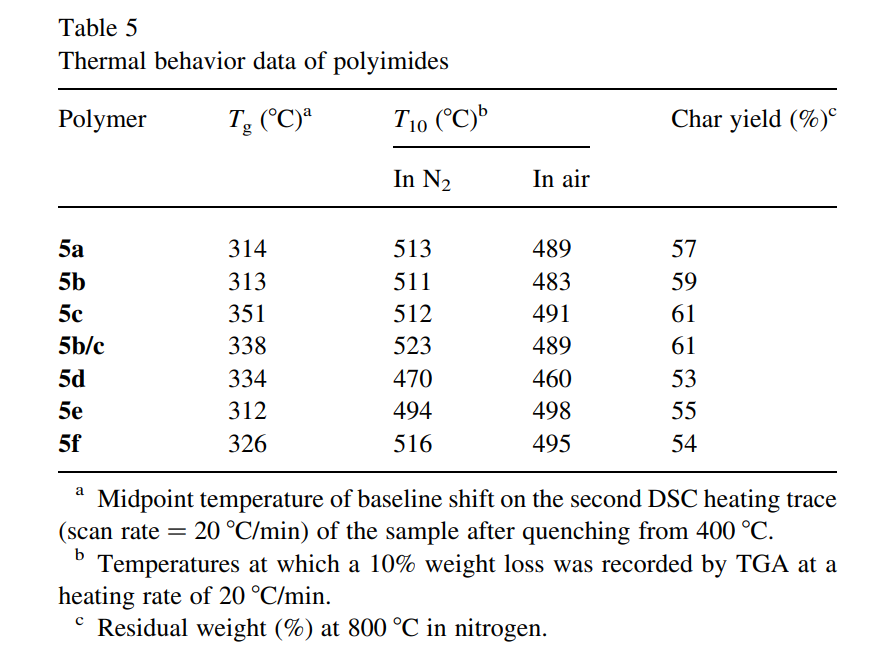 Table 5
Thermal behavior data of polyimides
Polymer Tg (°C)a T10 (°C)b Char yield (%)c
In N2 In air
5a 314 513 489 57
5b 313 511 483 59
5c 351 512 491 61
5b/c 338 523 489 61
5d 334 470 460 53
5e 312 494 498 55
5f 326 516 495 54
a Midpoint temperature of baseline shift on the second DSC heating trace
(scan rate = 20 °C/min) of the sample after quenching from 400 °C.
b Temperatures at which a 10% weight loss was recorded by TGA at a
heating rate of 20 °C/min.
c Residual weight (%) at 800 °C in nitrogen.